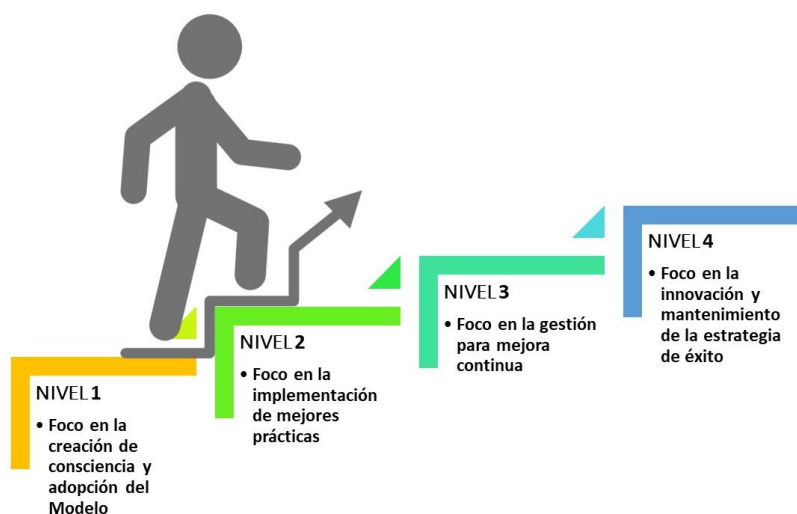 NIVEL 1
• Foco en la
creación de
consciencia y
adopción del
Modelo
NIVEL 2
• Foco en la
implementación
de mejores
prácticas
NIVEL 3
• Foco en la gestión
para mejora
continua
NIVEL 4
• Foco en la
innovación y
mantenimiento
de la estrategia
de éxito